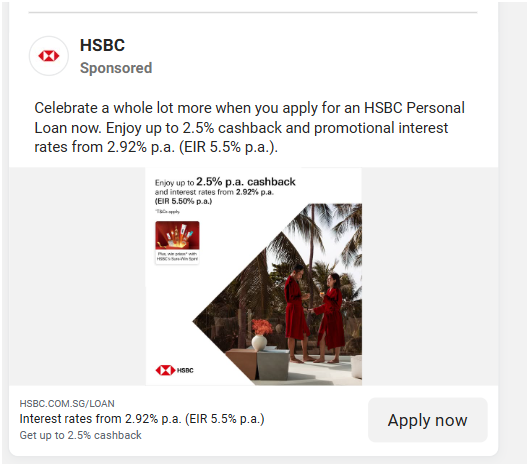 HSBC
Sponsored
Celebrate a whole lot more when you apply for an HSBC Personal
Loan now. Enjoy up to 2.5% cashback and promotional interest
rates from 2.92% p.a. (EIR 5.5% p.a.).
Enjoy up to 2.5% p.a. cashback
and interest rates from 2.92% p.a.
(EIR 5.50% p.a.)
*T&Cs apply.
Plus, win prizes* with
HSBC's Sure-Win Spin!
HSBC
HSBC.COM.SG/LOAN
Interest rates from 2.92% p.a. (EIR 5.5% p.a.)
Get up to 2.5% cashback
Apply now